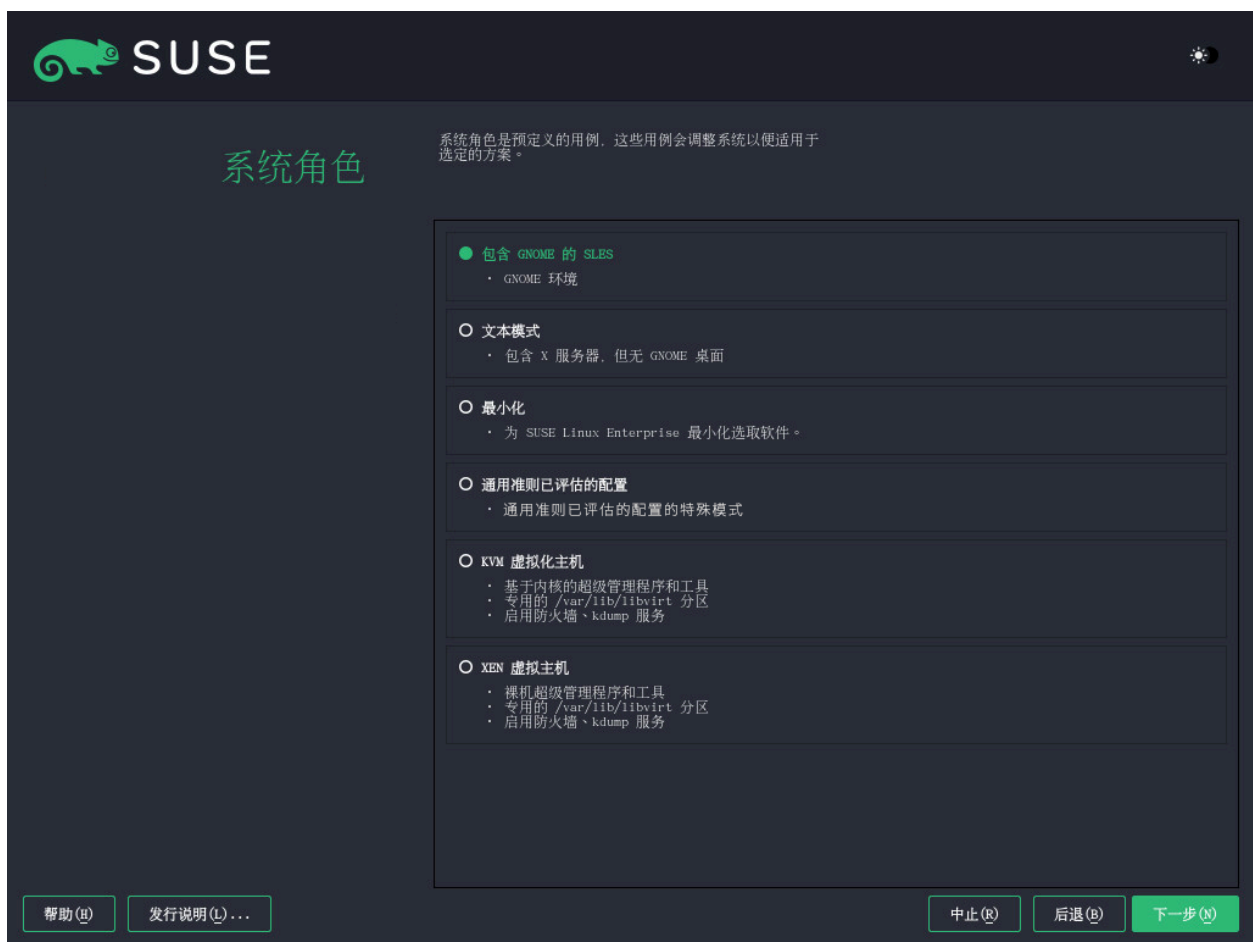 SUSE
系统角色
系统角色是预定义的用例，这些用例会调整系统以便适用于
选定的方案。
包含 GNOME 的 SLES
· GNOME 环境
文本模式
· 包含 X 服务器，但无 GNOME 桌面
最小化
· 为 SUSE Linux Enterprise 最小化选取软件。
通用准则已评估的配置
· 通用准则已评估的配置的特殊模式
KVM 虚拟化主机
· 基于内核的超级管理程序和工具
· 专用的 /var/lib/libvirt 分区
· 启用防火墙、kdump 服务
XEN 虚拟主机
· 裸机超级管理程序和工具
· 专用的 /var/lib/libvirt 分区
· 启用防火墙、kdump 服务
帮助(H) 发行说明(L)... 中止(R) 后退(B) 下一步(N)